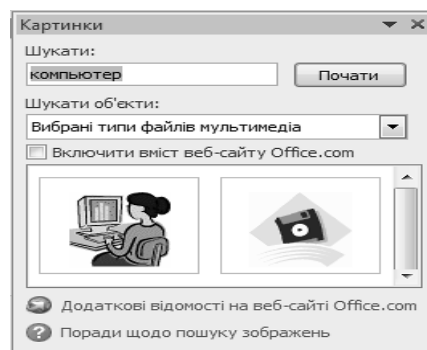 Картинки
Шукати:
компьютер
Почати
Шукати об'єкти:
Вибрані типи файлів мультимедіа
Включити вміст веб-сайту Office.com
Додаткові відомості на веб-сайті Office.com
Поради щодо пошуку зображень